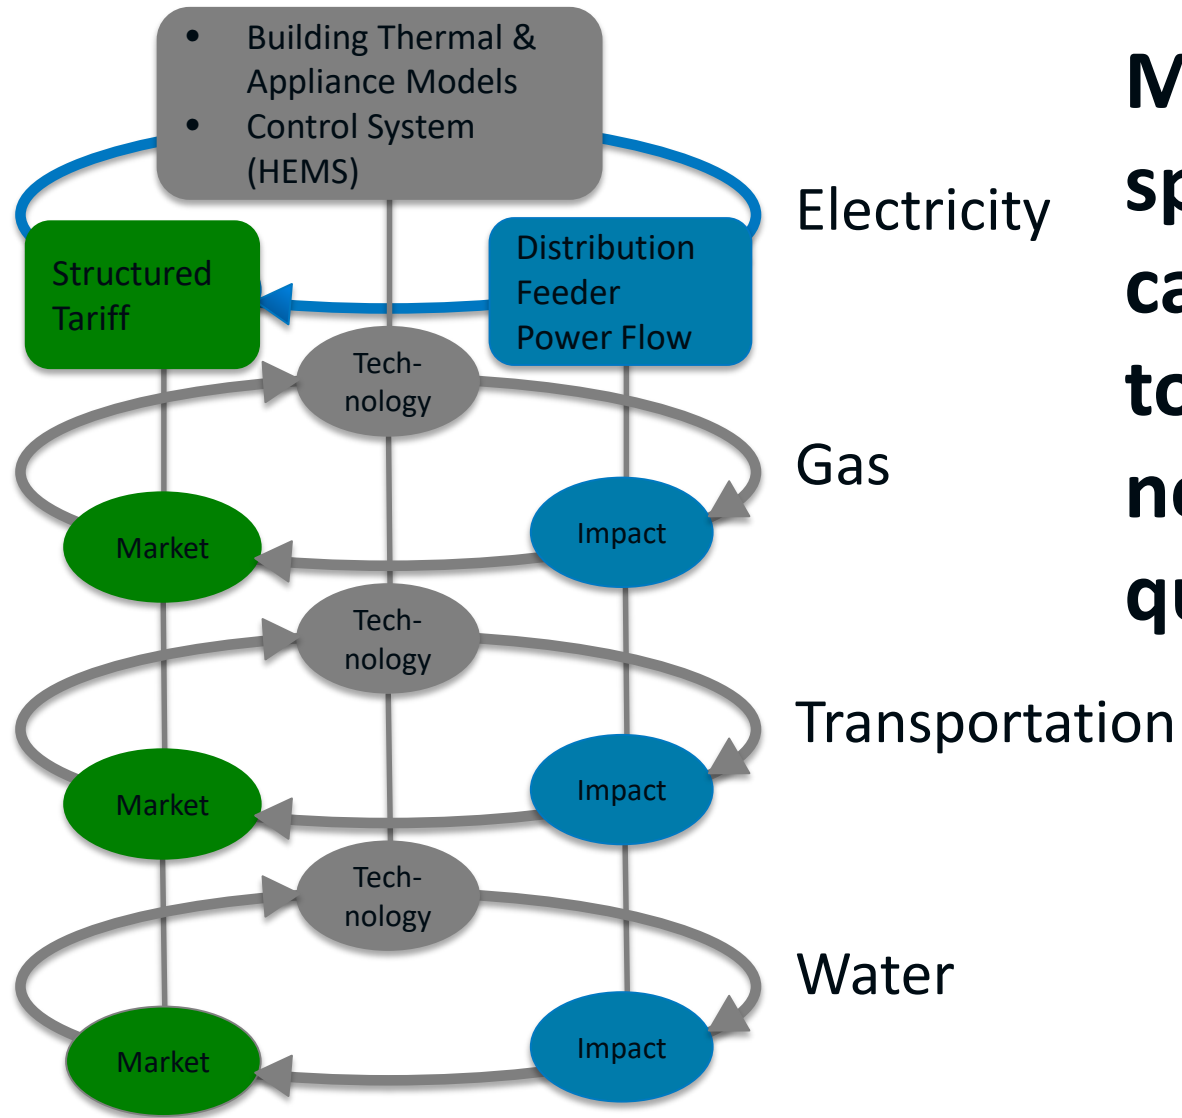 • Building Thermal &
Appliance Models
• Control System
(HEMS)
Structured
Tariff
Distribution
Feeder
Power Flow
Electricity
Tech-
nology
Market
Impact
Gas
Tech-
nology
Market
Impact
Transportation
Tech-
nology
Market
Impact
Water